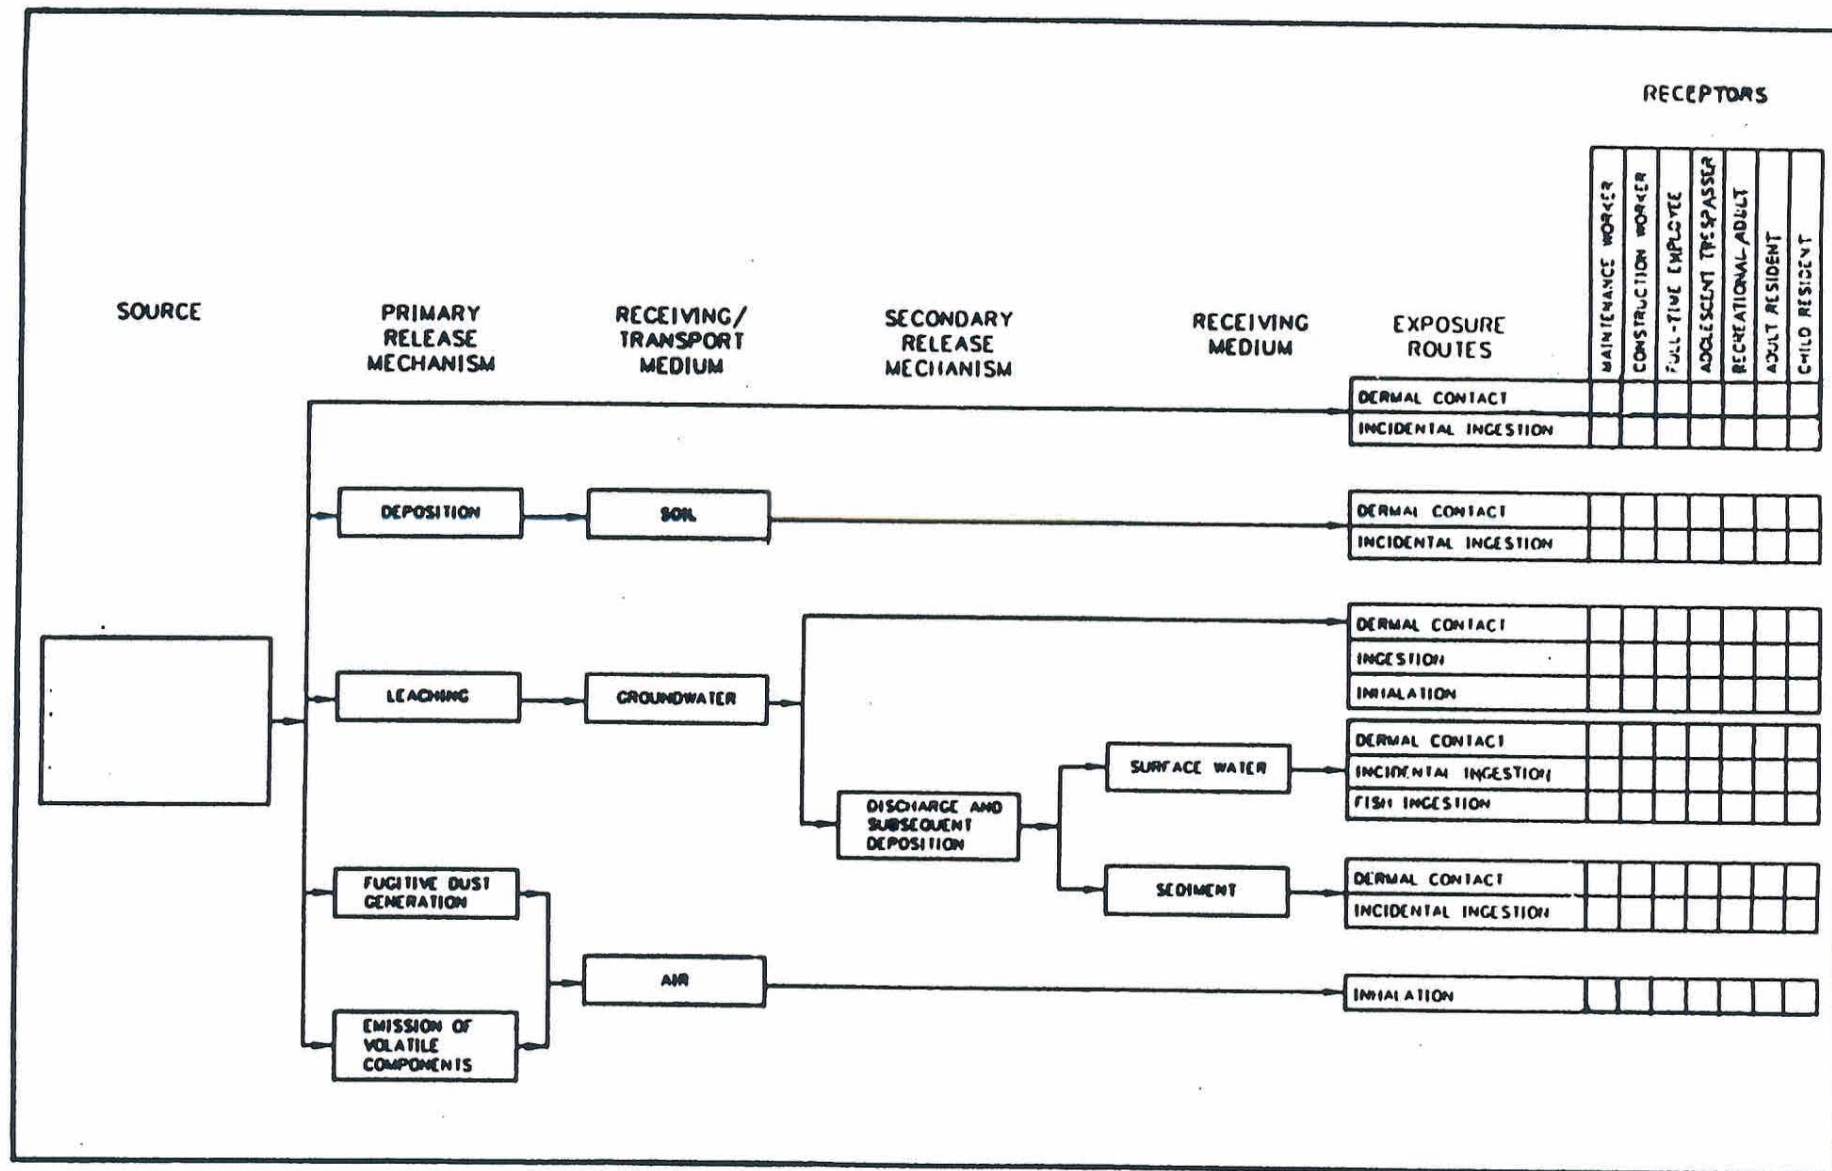 RECEPTORS
MAINTENANCE WORKER
CONSTRUCTION WORKER
FULL-TIME EMPLOYEE
ADOLESCENT TRESPASSER
RECREATIONAL-ADULT
ADULT RESIDENT
CHILD RESIDENT
SOURCE
PRIMARY
RELEASE
MECHANISM
RECEIVING/
TRANSPORT
MEDIUM
SECONDARY
RELEASE
MECHANISM
RECEIVING
MEDIUM
EXPOSURE
ROUTES
DERMAL CONTACT
INCIDENTAL INGESTION
DEPOSITION
SOIL
DERMAL CONTACT
INCIDENTAL INGESTION
LEACHING
GROUNDWATER
DERMAL CONTACT
INGESTION
INHALATION
DISCHARGE AND
SUBSEQUENT
DEPOSITION
SURFACE WATER
DERMAL CONTACT
INCIDENTAL INGESTION
FISH INGESTION
SEDIMENT
DERMAL CONTACT
INCIDENTAL INGESTION
FUGITIVE DUST
GENERATION
AIR
INHALATION
EMISSION OF
VOLATILE
COMPONENTS